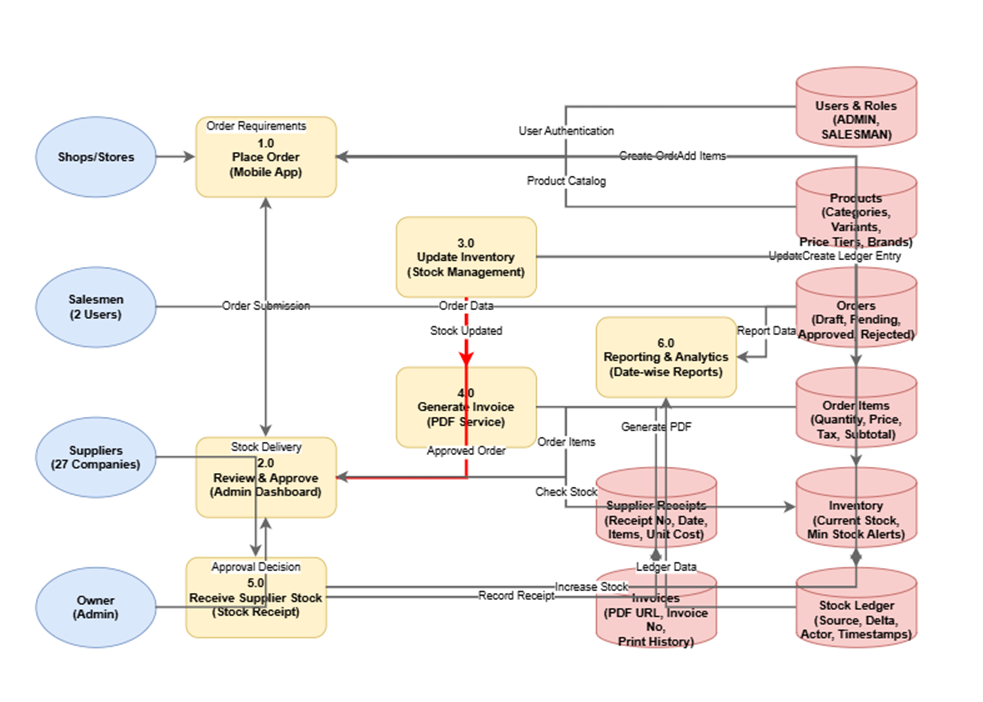 Users & Roles
(ADMIN,
SALESMAN)
Order Requirements
1.0
Place Order
(Mobile App)
Shops/Stores
User Authentication
Create Ord
Add Items
Product Catalog
Products
(Categories,
Variants,
Price Tiers, Brands)
3.0
Update Inventory
(Stock Management)
Update
Create Ledger Entry
Salesmen
(2 Users)
Order Submission
Order Data
Stock Updated
Orders
(Draft, Pending,
Approved, Rejected)
Report Data
6.0
Reporting & Analytics
(Date-wise Reports)
4.0
Generate Invoice
(PDF Service)
Approved Order
Order Items
(Quantity, Price,
Tax, Subtotal)
Generate PDF
Order Items
Suppliers
(27 Companies)
Stock Delivery
2.0
Review & Approve
(Admin Dashboard)
Check Stock
Supplier Receipts
(Receipt No, Date,
Items, Unit Cost)
Inventory
(Current Stock,
Min Stock Alerts)
Approval Decision
5.0
Receive Supplier Stock
(Stock Receipt)
Owner
(Admin)
Ledger Data
Increase Stock
Record Receipt
Invoices
(PDF URL, Invoice
No,
Print History)
Stock Ledger
(Source, Delta,
Actor, Timestamps)